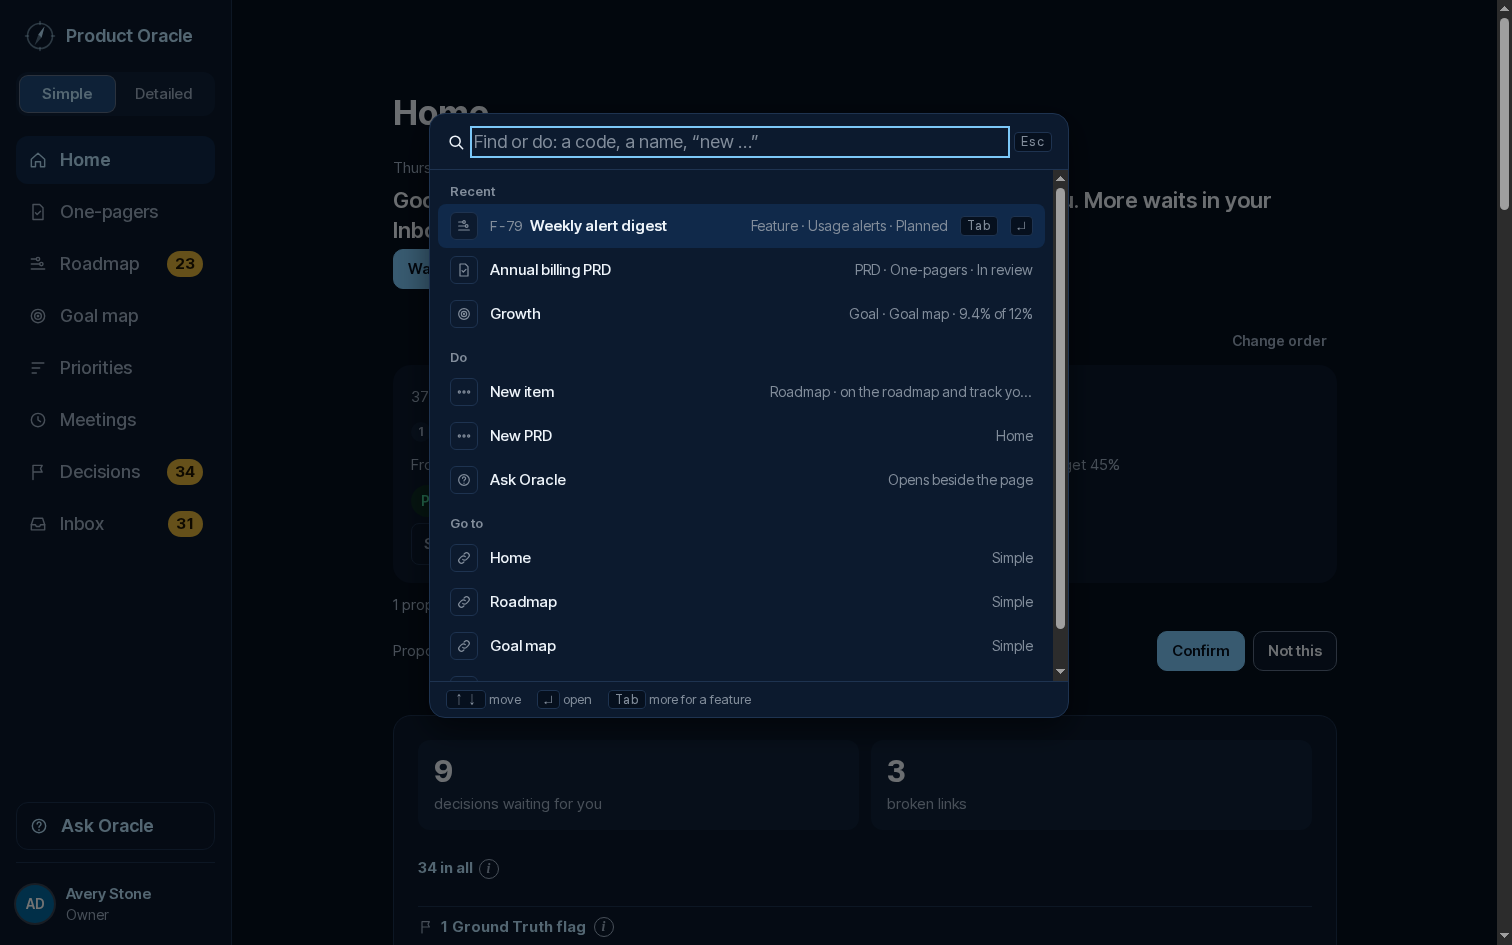 Product Oracle
Simple
Detailed
Home
One-pagers
Roadmap
23
Goal map
Priorities
Meetings
Decisions
34
Inbox
31
Ask Oracle
AD
Avery Stone
Owner
Home
Find or do: a code, a name, “new …”
Esc
Recent
F-79 Weekly alert digest
Feature · Usage alerts · Planned
Tab
↵
Annual billing PRD
PRD · One-pagers · In review
Growth
Goal · Goal map · 9.4% of 12%
Do
New item
Roadmap · on the roadmap and track yo…
New PRD
Home
Ask Oracle
Opens beside the page
Go to
Home
Simple
Roadmap
Simple
Goal map
Simple
↑ ↓ move
↵ open
Tab more for a feature
More waits in your
Change order
37
1
45%
1
Confirm
Not this
9
decisions waiting for you
3
broken links
34 in all
i
1 Ground Truth flag
i